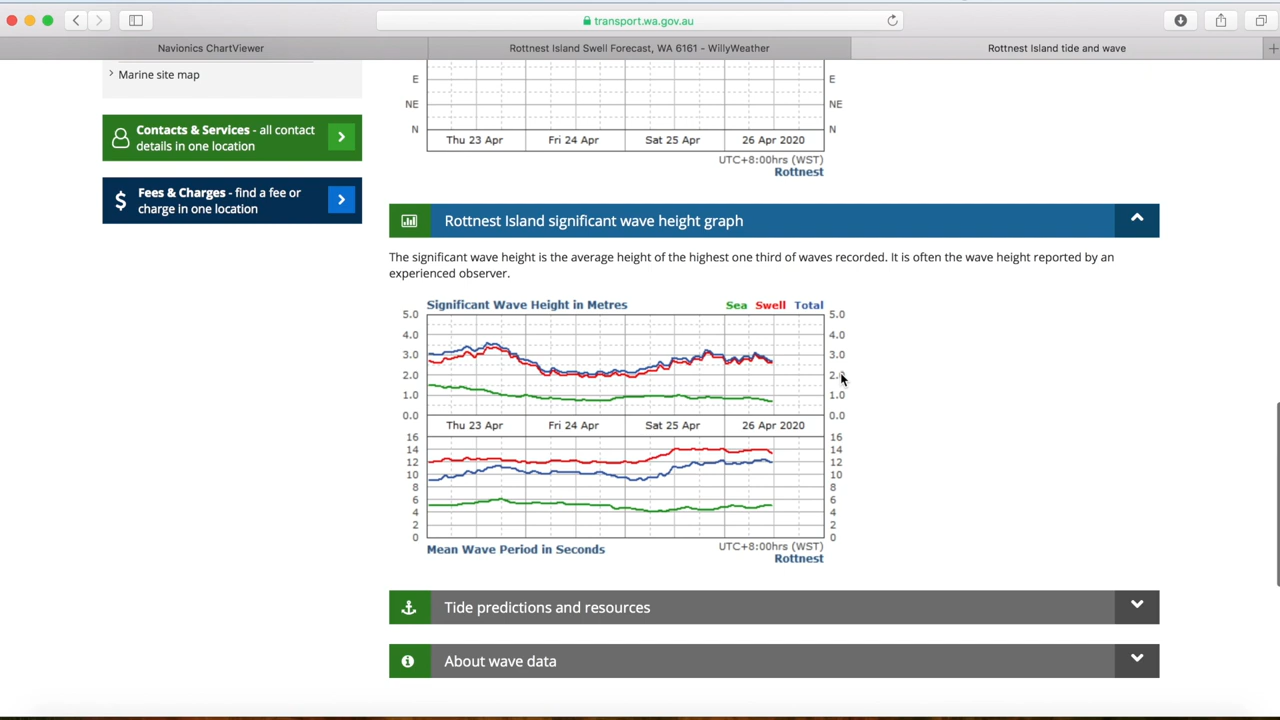 transport.wa.gov.au
Navionics ChartViewer
Rottnest Island Swell Forecast, WA 6161 - WillyWeather
Rottnest Island tide and wave
Marine site map
Contacts & Services - all contact
details in one location
$ Fees & Charges - find a fee or
charge in one location
E E
NE NE
N N
Thu 23 Apr Fri 24 Apr Sat 25 Apr 26 Apr 2020
UTC+8:00hrs (WST)
Rottnest
Rottnest Island significant wave height graph
The significant wave height is the average height of the highest one third of waves recorded. It is often the wave height reported by an
experienced observer.
Significant Wave Height in Metres Sea Swell Total
5.0 5.0
4.0 4.0
3.0 3.0
2.0 2.0
1.0 1.0
0.0 0.0
Thu 23 Apr Fri 24 Apr Sat 25 Apr 26 Apr 2020
16 16
14 14
12 12
10 10
8 8
6 6
4 4
2 2
0 0
Mean Wave Period in Seconds UTC+8:00hrs (WST)
Rottnest
Tide predictions and resources
About wave data